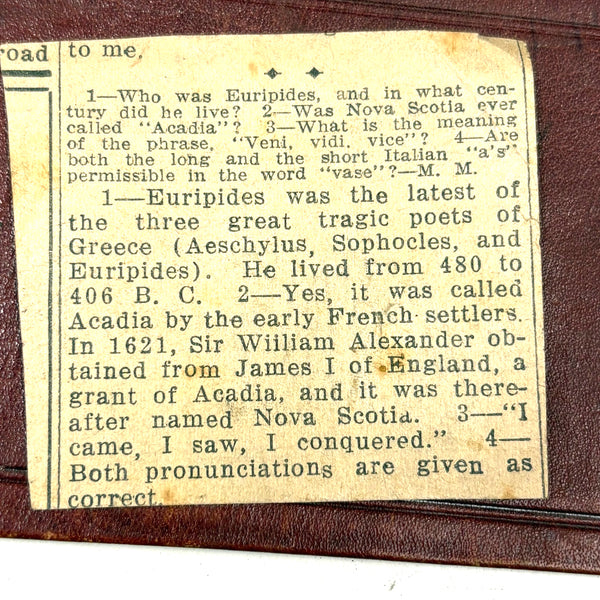 road
to me.
1—Who was Euripides, and in what cen-
tury did he live? 2—Was Nova Scotia ever
called "Acadia"? 3—What is the meaning
of the phrase, "Veni, vidi, vice"? 4—Are
both the long and the short Italian "a's"
permissible in the word "vase"?—M. M.
1—Euripides was the latest of
the three great tragic poets of
Greece (Aeschylus, Sophocles, and
Euripides). He lived from 480 to
406 B. C. 2—Yes, it was called
Acadia by the early French settlers.
In 1621, Sir Wiilliam Alexander ob-
tained from James I of England, a
grant of Acadia, and it was there-
after named Nova Scotia. 3—"I
came, I saw, I conquered." 4—
Both pronunciations are given as
correct.